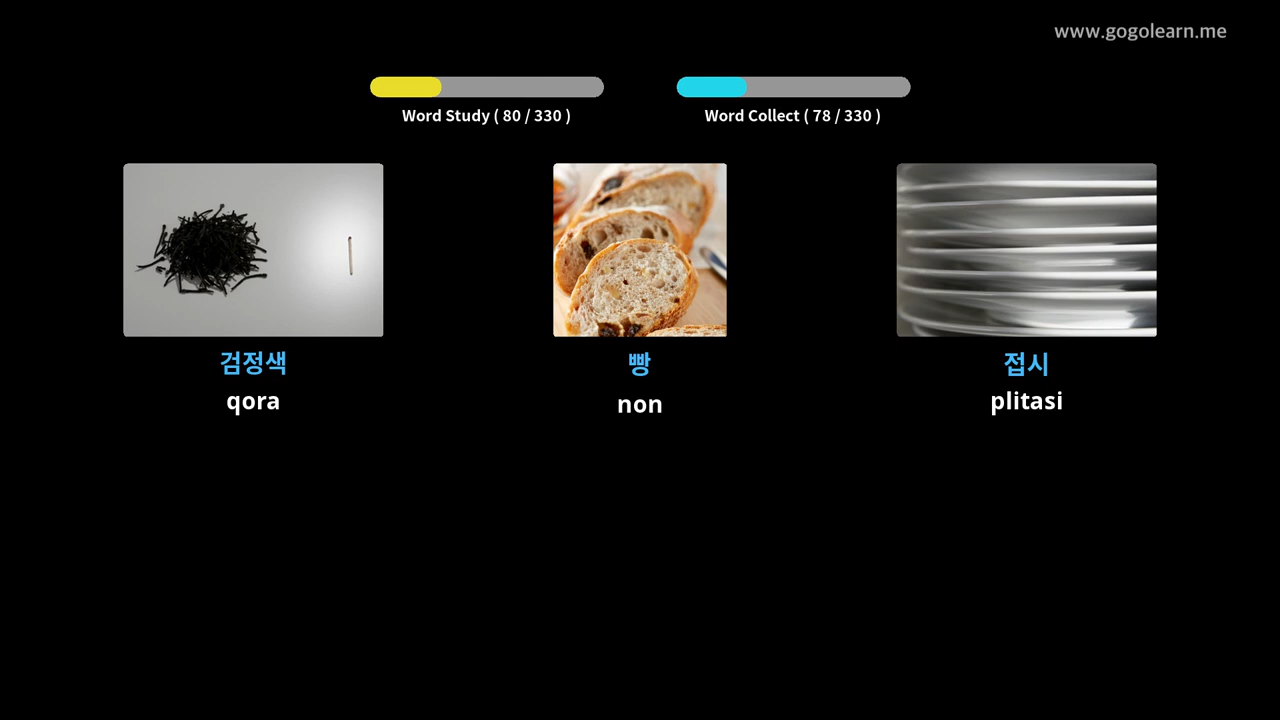 www.gogolearn.me
Word Study ( 80 / 330 )
Word Collect ( 78 / 330 )
검정색
qora
빵
non
접시
plitasi